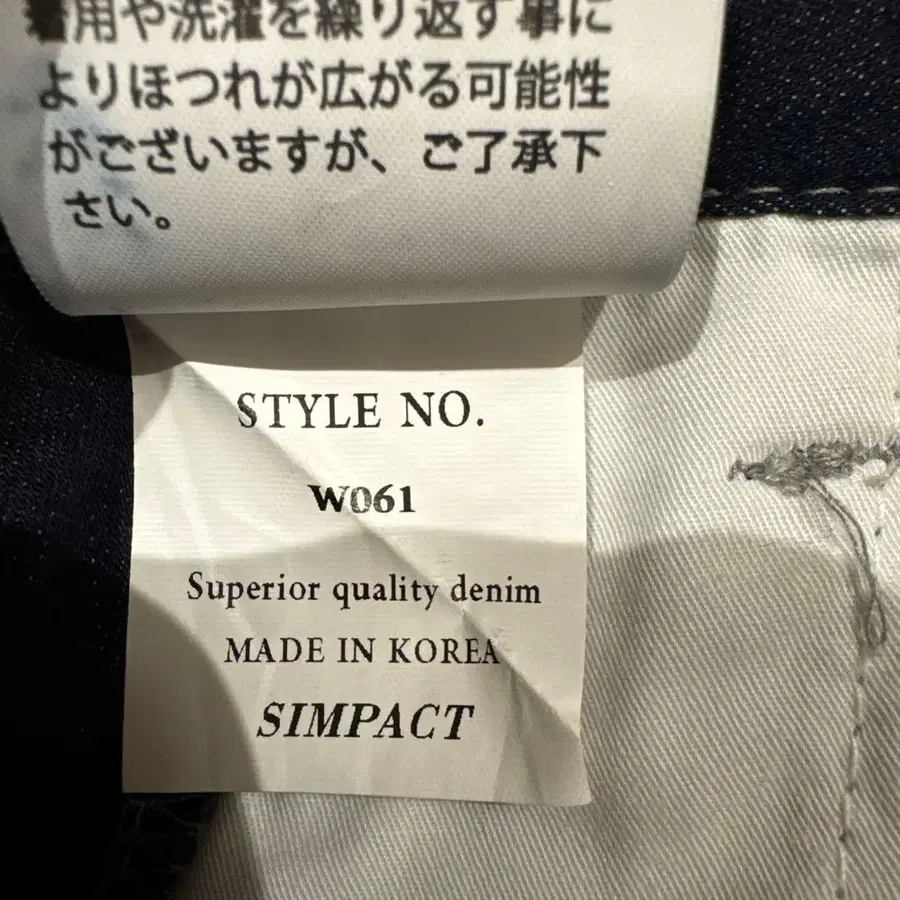 着用や洗濯を繰り返す事に
よりほつれが広がる可能性
がございますが、ご了承下
さい。
STYLE NO.
W061
Superior quality denim
MADE IN KOREA
SIMPACT